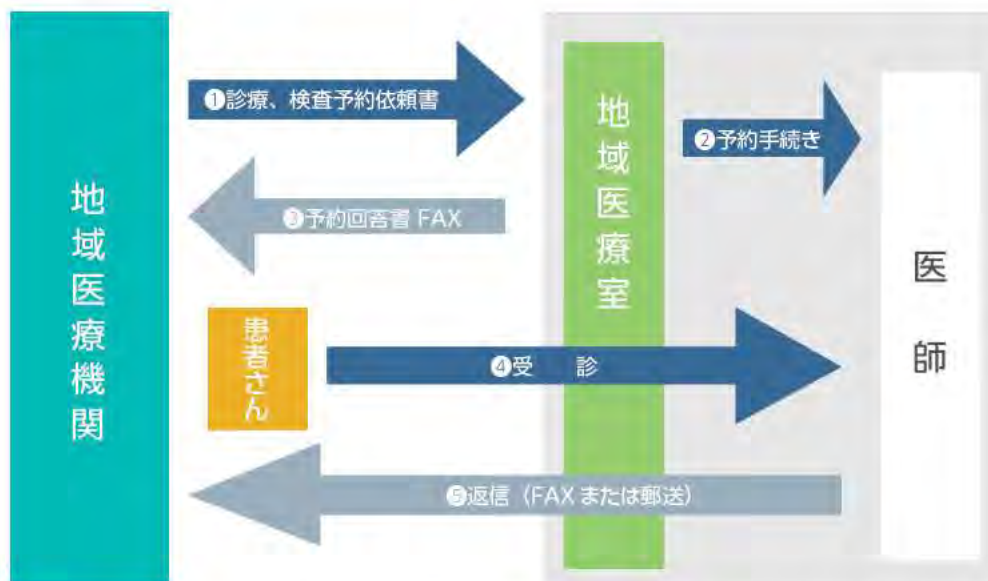 地域医療機関
❶診療、検査予約依頼書
地域医療室
❷予約手続き
医師
❸予約回答書 FAX
患者さん
❹受　診
❺返信（FAX または郵送）